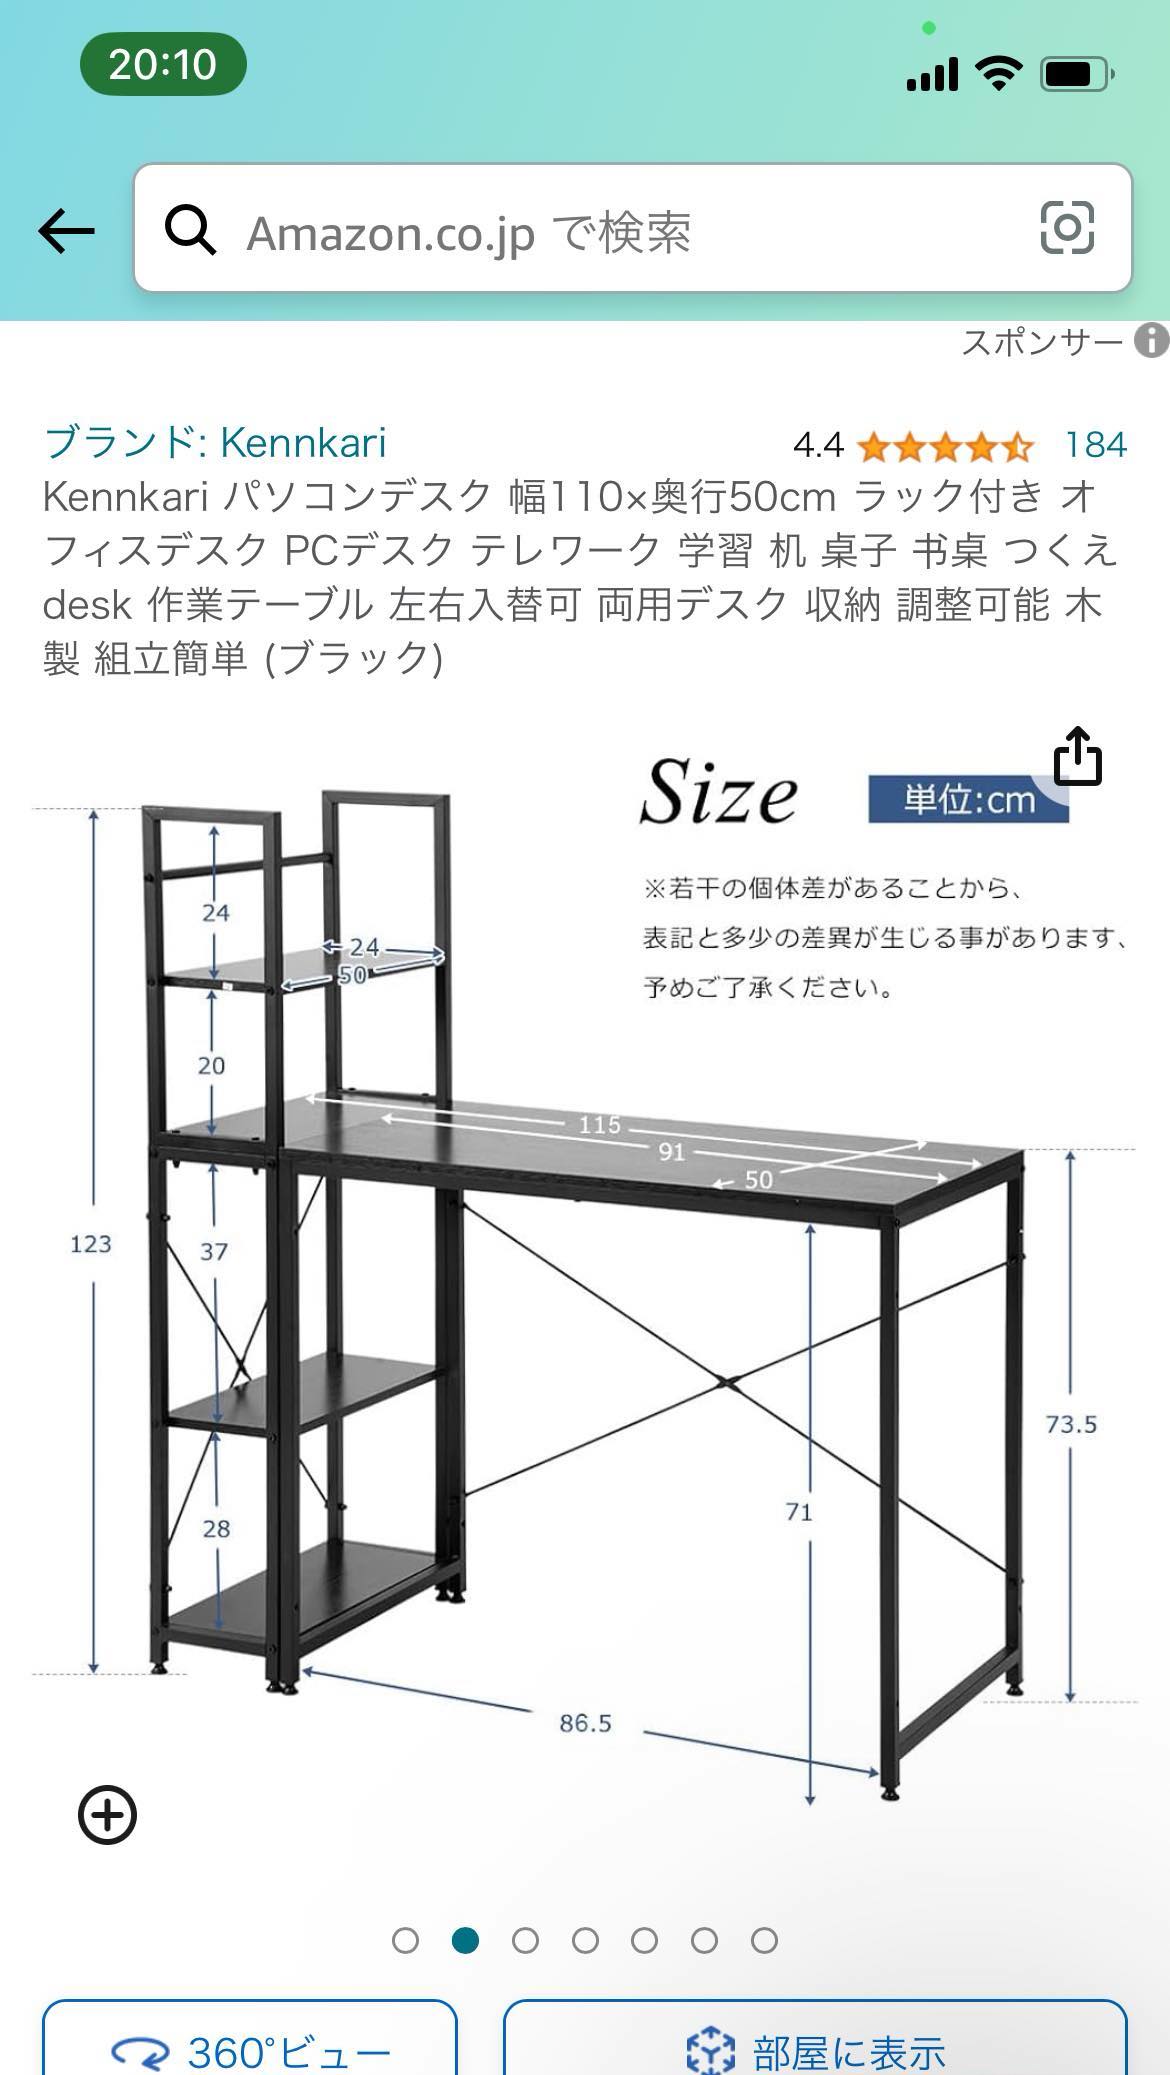 20:10
Amazon.co.jp で検索
スポンサー
ブランド: Kennkari
4.4
184
Kennkari パソコンデスク 幅110×奥行50cm ラック付き オ
フィスデスク PCデスク テレワーク 学習 机 桌子 书桌 つくえ
desk 作業テーブル 左右入替可 両用デスク 収納 調整可能 木
製 組立簡単 (ブラック)
Size
単位:cm
※若干の個体差があることから、
表記と多少の差異が生じる事があります、
予めご了承ください。
24
24
50
20
115
91
50
123
37
73.5
71
28
86.5
360°ビュー
部屋に表示